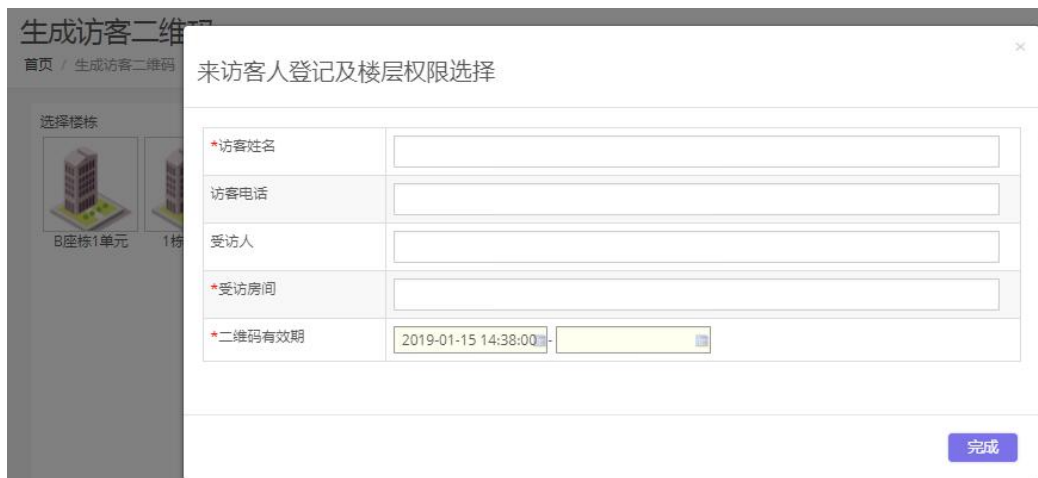 生成访客二维
首页 / 生成访客二维码
选择楼栋
B座栋1单元
1栋
×
来访客人登记及楼层权限选择
*访客姓名
访客电话
受访人
*受访房间
*二维码有效期
2019-01-15 14:38:00 -
完成